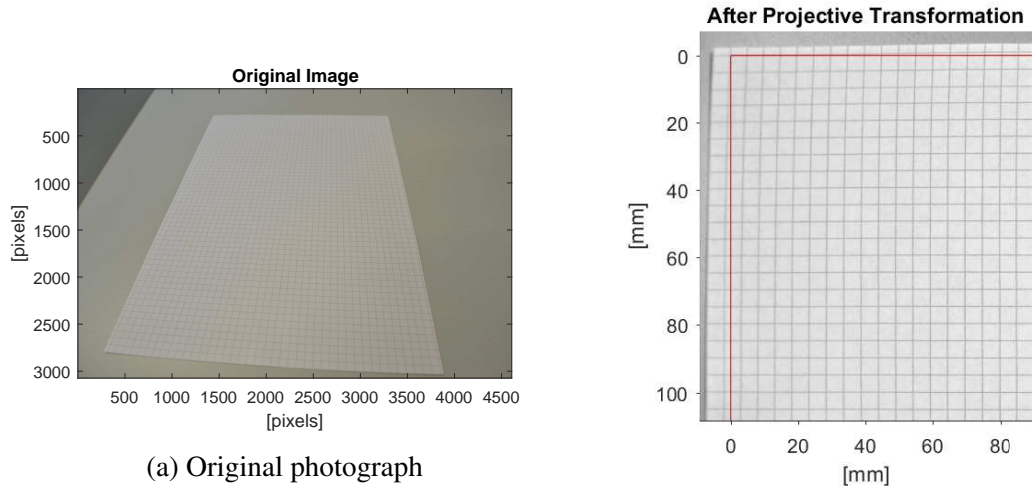 Original Image
500
1000
1500
2000
2500
3000
[pixels]
500 1000 1500 2000 2500 3000 3500 4000 4500
[pixels]
(a) Original photograph
After Projective Transformation
0
20
40
60
80
100
[mm]
0 20 40 60 80
[mm]